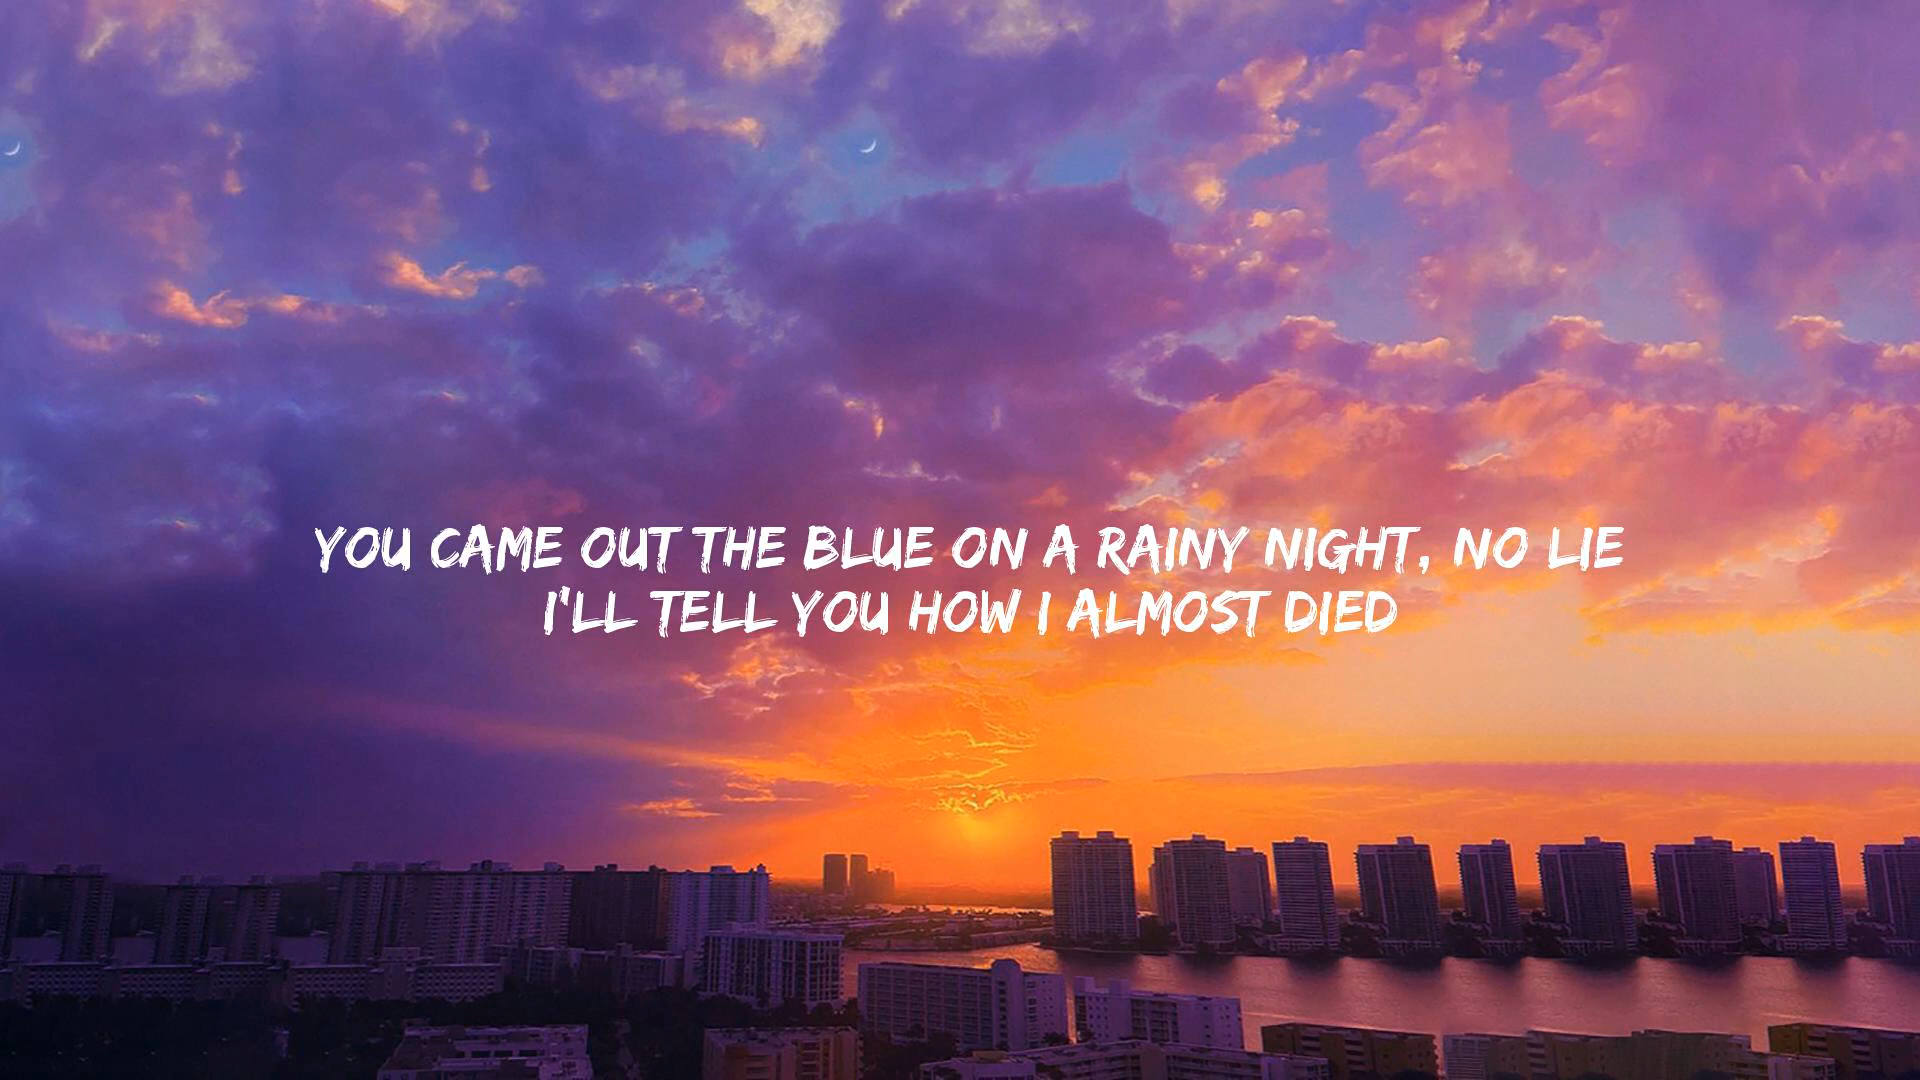 YOU CAME OUT THE BLUE ON A RAINY NIGHT, NO LIE
I'LL TELL YOU HOW I ALMOST DIED